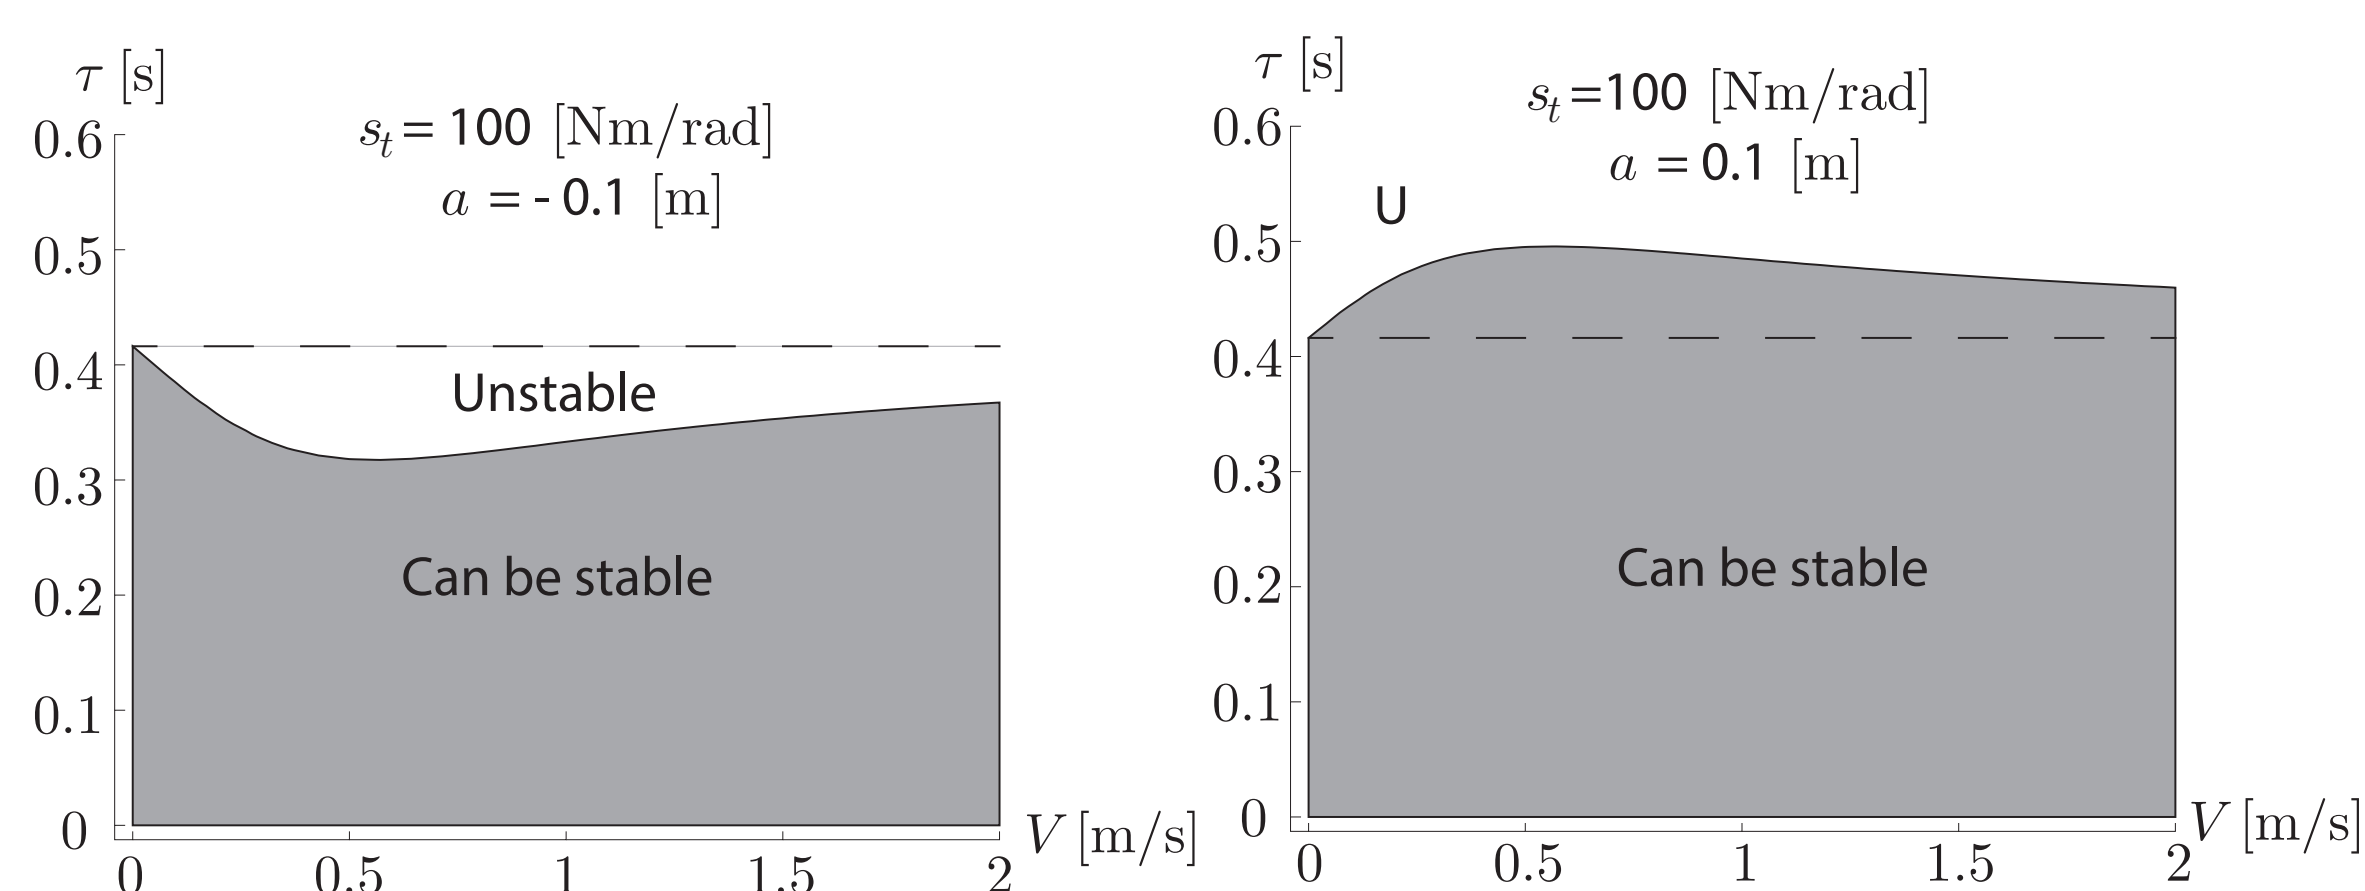 τ [s]
s_t = 100 [Nm/rad]
a = - 0.1 [m]
0.6
0.5
0.4
0.3
0.2
0.1
0
Unstable
Can be stable
0
0.5
1
1.5
2
V [m/s]
τ [s]
s_t =100 [Nm/rad]
a = 0.1 [m]
U
0.6
0.5
0.4
0.3
0.2
0.1
0
Can be stable
0
0.5
1
1.5
2
V [m/s]